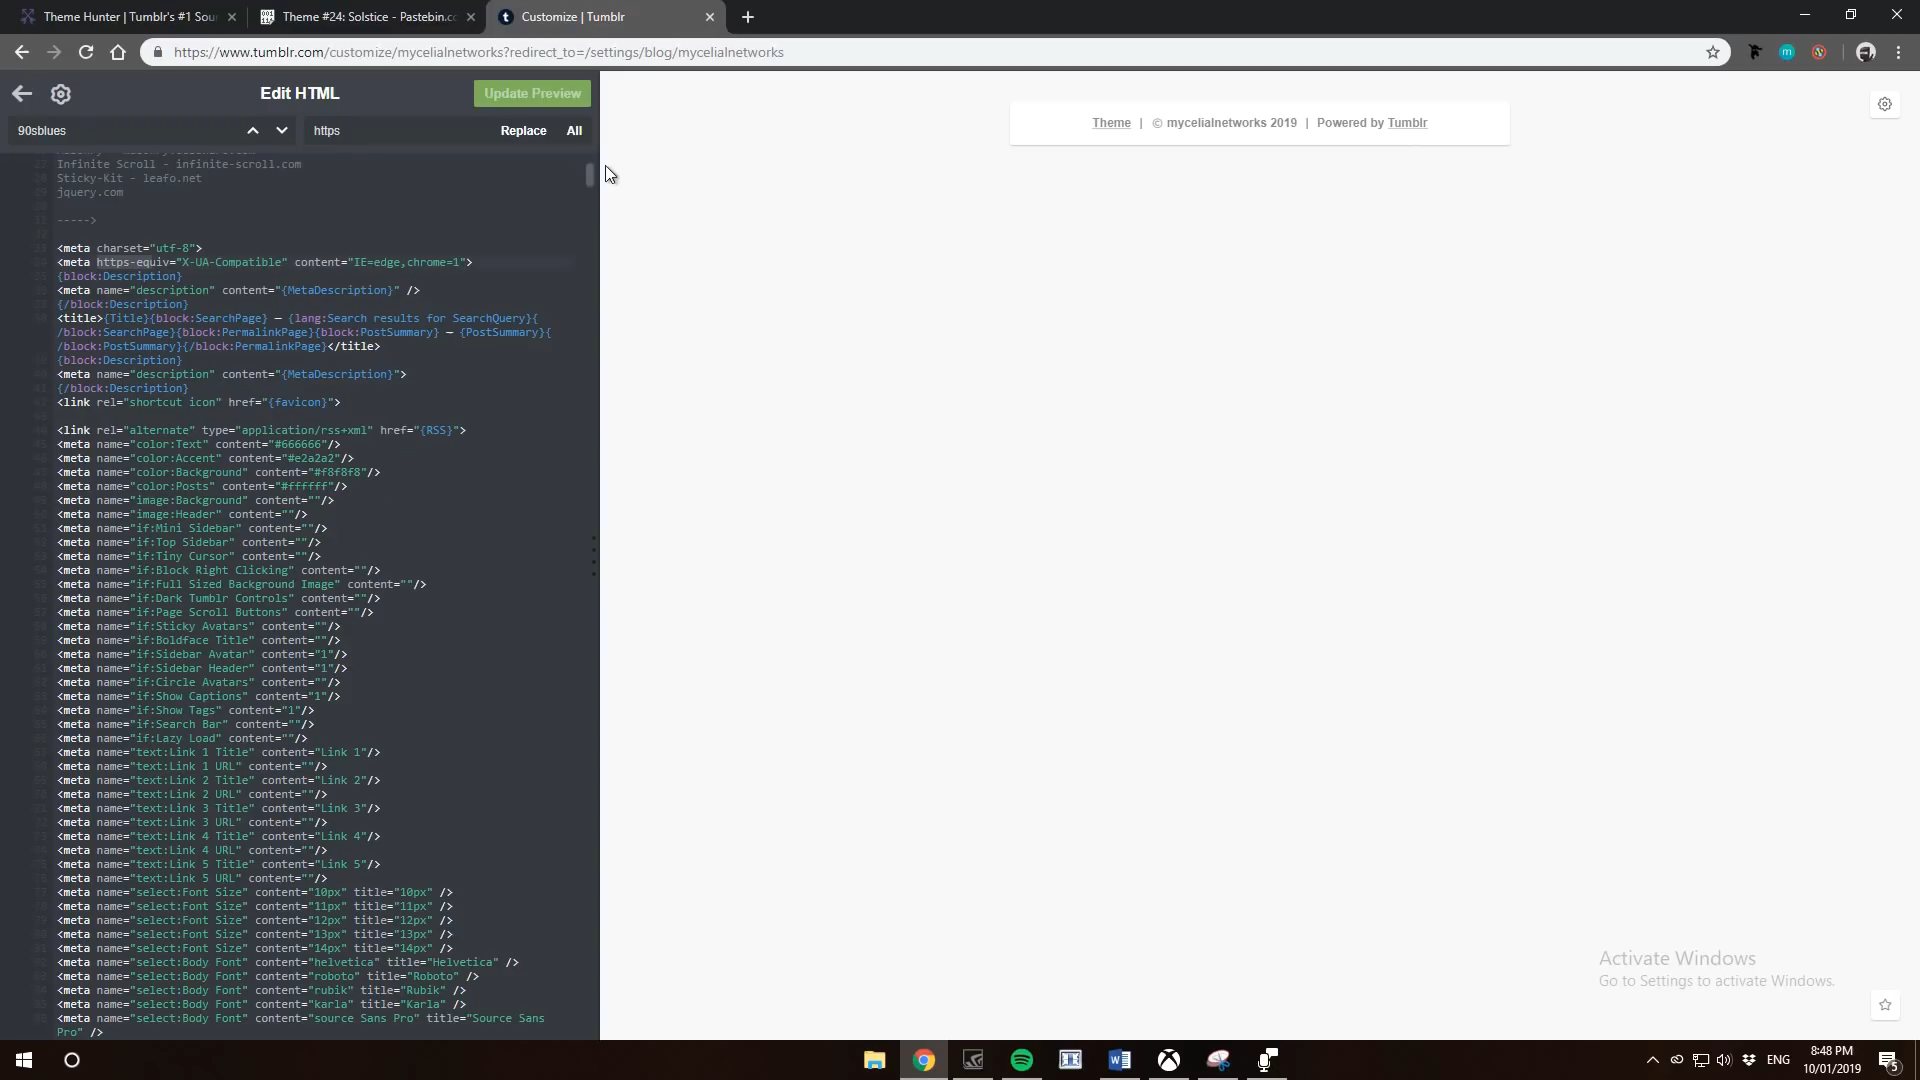 Theme Hunter | Tumblr's #1 Sour
Theme #24: Solstice - Pastebin.co
Customize | Tumblr
https://www.tumblr.com/customize/mycelialnetworks?redirect_to=/settings/blog/mycelialnetworks
Edit HTML
Update Preview
90sblues
https
Replace
All
Infinite Scroll - infinite-scroll.com
Sticky-Kit - leafo.net
jquery.com
----->
<meta charset="utf-8">
<meta https-equiv="X-UA-Compatible" content="IE=edge,chrome=1">
{block:Description}
<meta name="description" content="{MetaDescription}" />
{/block:Description}
<title>{Title}{block:SearchPage} — {lang:Search results for SearchQuery}{
/block:SearchPage}{block:PermalinkPage}{block:PostSummary} — {PostSummary}{
/block:PostSummary}{/block:PermalinkPage}</title>
{block:Description}
<meta name="description" content="{MetaDescription}">
{/block:Description}
<link rel="shortcut icon" href="{favicon}">
<link rel="alternate" type="application/rss+xml" href="{RSS}">
<meta name="color:Text" content="#666666"/>
<meta name="color:Accent" content="#e2a2a2"/>
<meta name="color:Background" content="#f8f8f8"/>
<meta name="color:Posts" content="#ffffff"/>
<meta name="image:Background" content=""/>
<meta name="image:Header" content=""/>
<meta name="if:Mini Sidebar" content=""/>
<meta name="if:Top Sidebar" content=""/>
<meta name="if:Tiny Cursor" content=""/>
<meta name="if:Block Right Clicking" content=""/>
<meta name="if:Full Sized Background Image" content=""/>
<meta name="if:Dark Tumblr Controls" content=""/>
<meta name="if:Page Scroll Buttons" content=""/>
<meta name="if:Sticky Avatars" content=""/>
<meta name="if:Boldface Title" content=""/>
<meta name="if:Sidebar Avatar" content="1"/>
<meta name="if:Sidebar Header" content="1"/>
<meta name="if:Circle Avatars" content=""/>
<meta name="if:Show Captions" content="1"/>
<meta name="if:Show Tags" content="1"/>
<meta name="if:Search Bar" content=""/>
<meta name="if:Lazy Load" content=""/>
<meta name="text:Link 1 Title" content="Link 1"/>
<meta name="text:Link 1 URL" content=""/>
<meta name="text:Link 2 Title" content="Link 2"/>
<meta name="text:Link 2 URL" content=""/>
<meta name="text:Link 3 Title" content="Link 3"/>
<meta name="text:Link 3 URL" content=""/>
<meta name="text:Link 4 Title" content="Link 4"/>
<meta name="text:Link 4 URL" content=""/>
<meta name="text:Link 5 Title" content="Link 5"/>
<meta name="text:Link 5 URL" content=""/>
<meta name="select:Font Size" content="10px" title="10px" />
<meta name="select:Font Size" content="11px" title="11px" />
<meta name="select:Font Size" content="12px" title="12px" />
<meta name="select:Font Size" content="13px" title="13px" />
<meta name="select:Font Size" content="14px" title="14px" />
<meta name="select:Body Font" content="helvetica" title="Helvetica" />
<meta name="select:Body Font" content="roboto" title="Roboto" />
<meta name="select:Body Font" content="rubik" title="Rubik" />
<meta name="select:Body Font" content="karla" title="Karla" />
<meta name="select:Body Font" content="source Sans Pro" title="Source Sans
Pro" />
Theme | © mycelialnetworks 2019 | Powered by Tumblr
Activate Windows
Go to Settings to activate Windows.
ENG
8:48 PM
10/01/2019
5